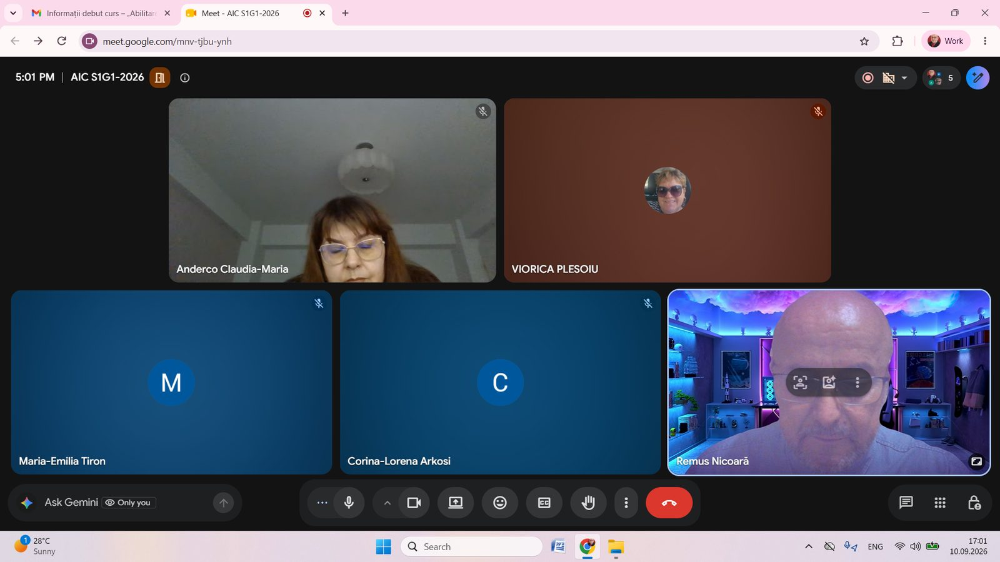 Informații debut curs – „Abilitare
Meet - AIC S1G1-2026
meet.google.com/mnv-tjbu-ynh
Work
5:01 PM | AIC S1G1-2026
5
Anderco Claudia-Maria
VIORICA PLESOIU
M
C
Maria-Emilia Tiron
Corina-Lorena Arkosi
Remus Nicoară
Ask Gemini Only you
1
28°C
Sunny
Search
ENG
17:01
10.09.2026